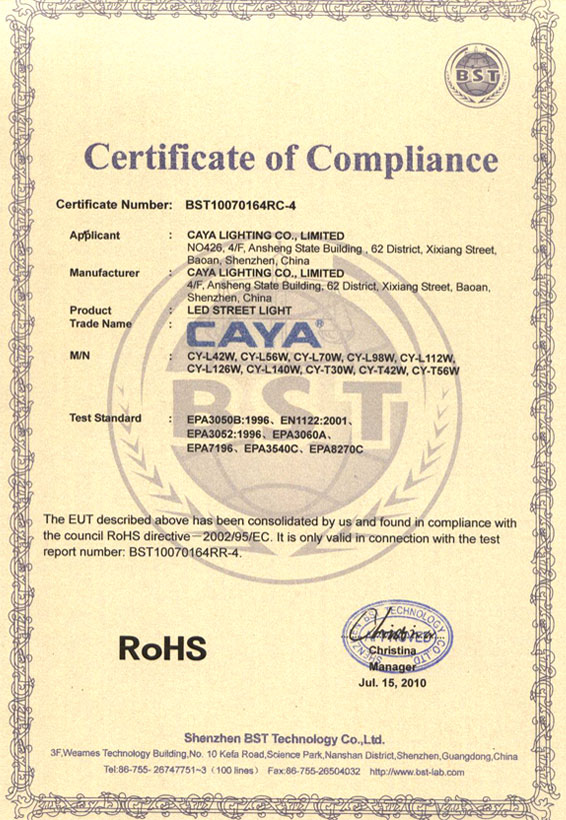 BST
Certificate of Compliance
Certificate Number: BST10070164RC-4
Applicant : CAYA LIGHTING CO., LIMITED
NO426, 4/F, Ansheng State Building , 62 District, Xixiang Street,
Baoan, Shenzhen, China
Manufacturer : CAYA LIGHTING CO., LIMITED
4/F, Ansheng State Building, 62 District, Xixiang Street, Baoan,
Shenzhen, China
Product : LED STREET LIGHT
Trade Name : CAYA®
M/N : CY-L42W, CY-L56W, CY-L70W, CY-L98W, CY-L112W,
CY-L126W, CY-L140W, CY-T30W, CY-T42W, CY-T56W
BST
Test Standard : EPA3050B:1996、EN1122:2001、
EPA3052:1996、EPA3060A、
EPA7196、EPA3540C、EPA8270C
The EUT described above has been consolidated by us and found in compliance with
the council RoHS directive－2002/95/EC. It is only valid in connection with the test
report number: BST10070164RR-4.
RoHS
SHENZHEN BST TECHNOLOGY CO.,LTD
APPROVED
Christina
Christina
Manager
Jul. 15, 2010
Shenzhen BST Technology Co.,Ltd.
3F,Weames Technology Building,No. 10 Kefa Road,Science Park,Nanshan District,Shenzhen,Guangdong,China
Tel:86-755- 26747751~3（100 lines） Fax:86-755-26504032 http://www.bst-lab.com